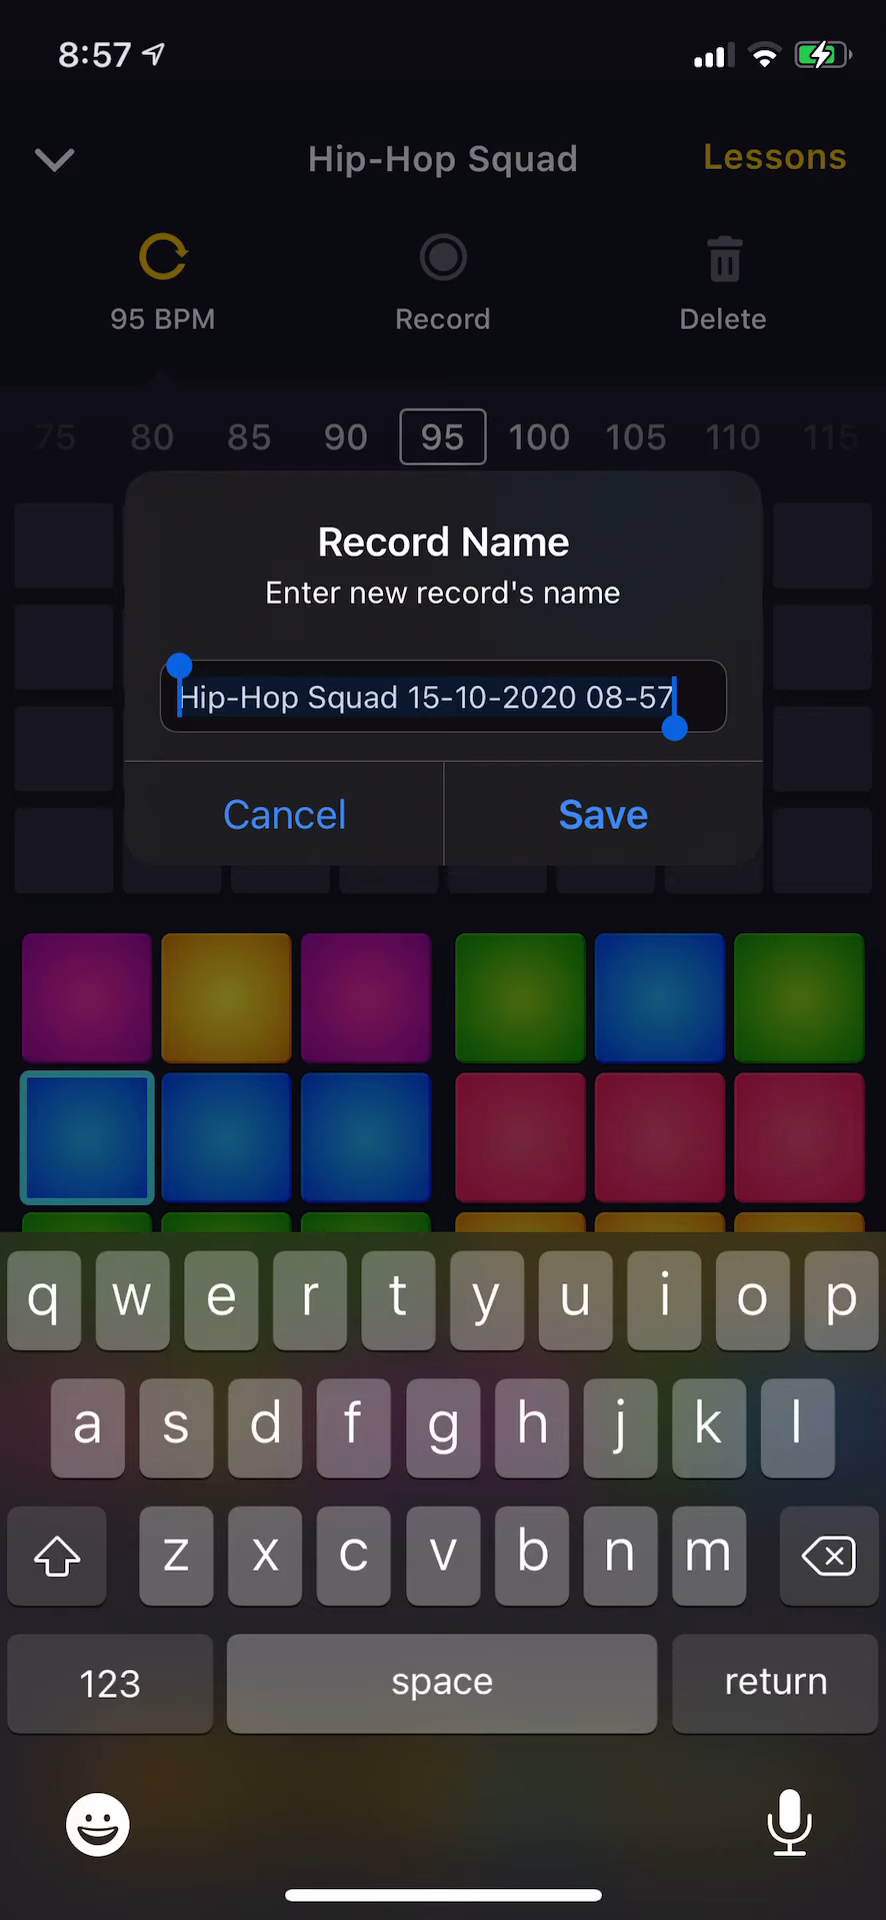 8:57
Hip-Hop Squad
Lessons
95 BPM
Record
Delete
75 80 85 90 95 100 105 110 115
Record Name
Enter new record's name
Hip-Hop Squad 15-10-2020 08-57
Cancel
Save
q w e r t y u i o p
a s d f g h j k l
z x c v b n m
123 space return